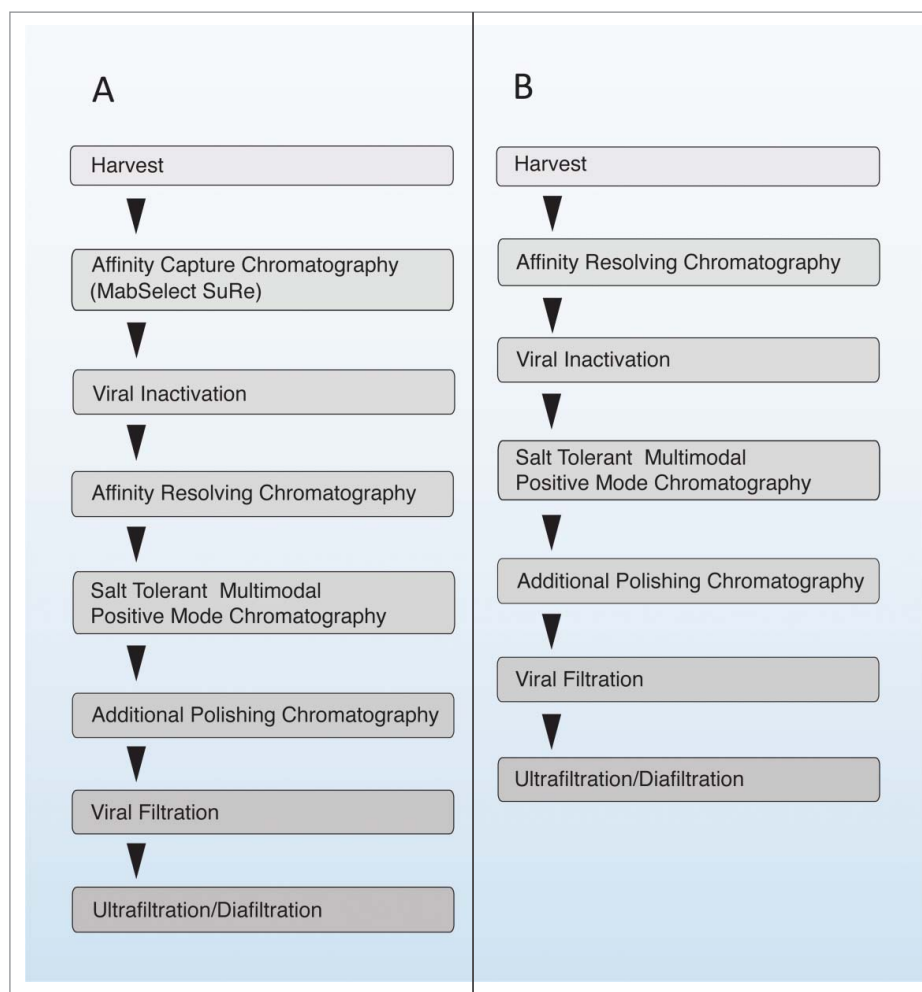 A
Harvest
Affinity Capture Chromatography
(MabSelect SuRe)
Viral Inactivation
Affinity Resolving Chromatography
Salt Tolerant Multimodal
Positive Mode Chromatography
Additional Polishing Chromatography
Viral Filtration
Ultrafiltration/Diafiltration
B
Harvest
Affinity Resolving Chromatography
Viral Inactivation
Salt Tolerant Multimodal
Positive Mode Chromatography
Additional Polishing Chromatography
Viral Filtration
Ultrafiltration/Diafiltration